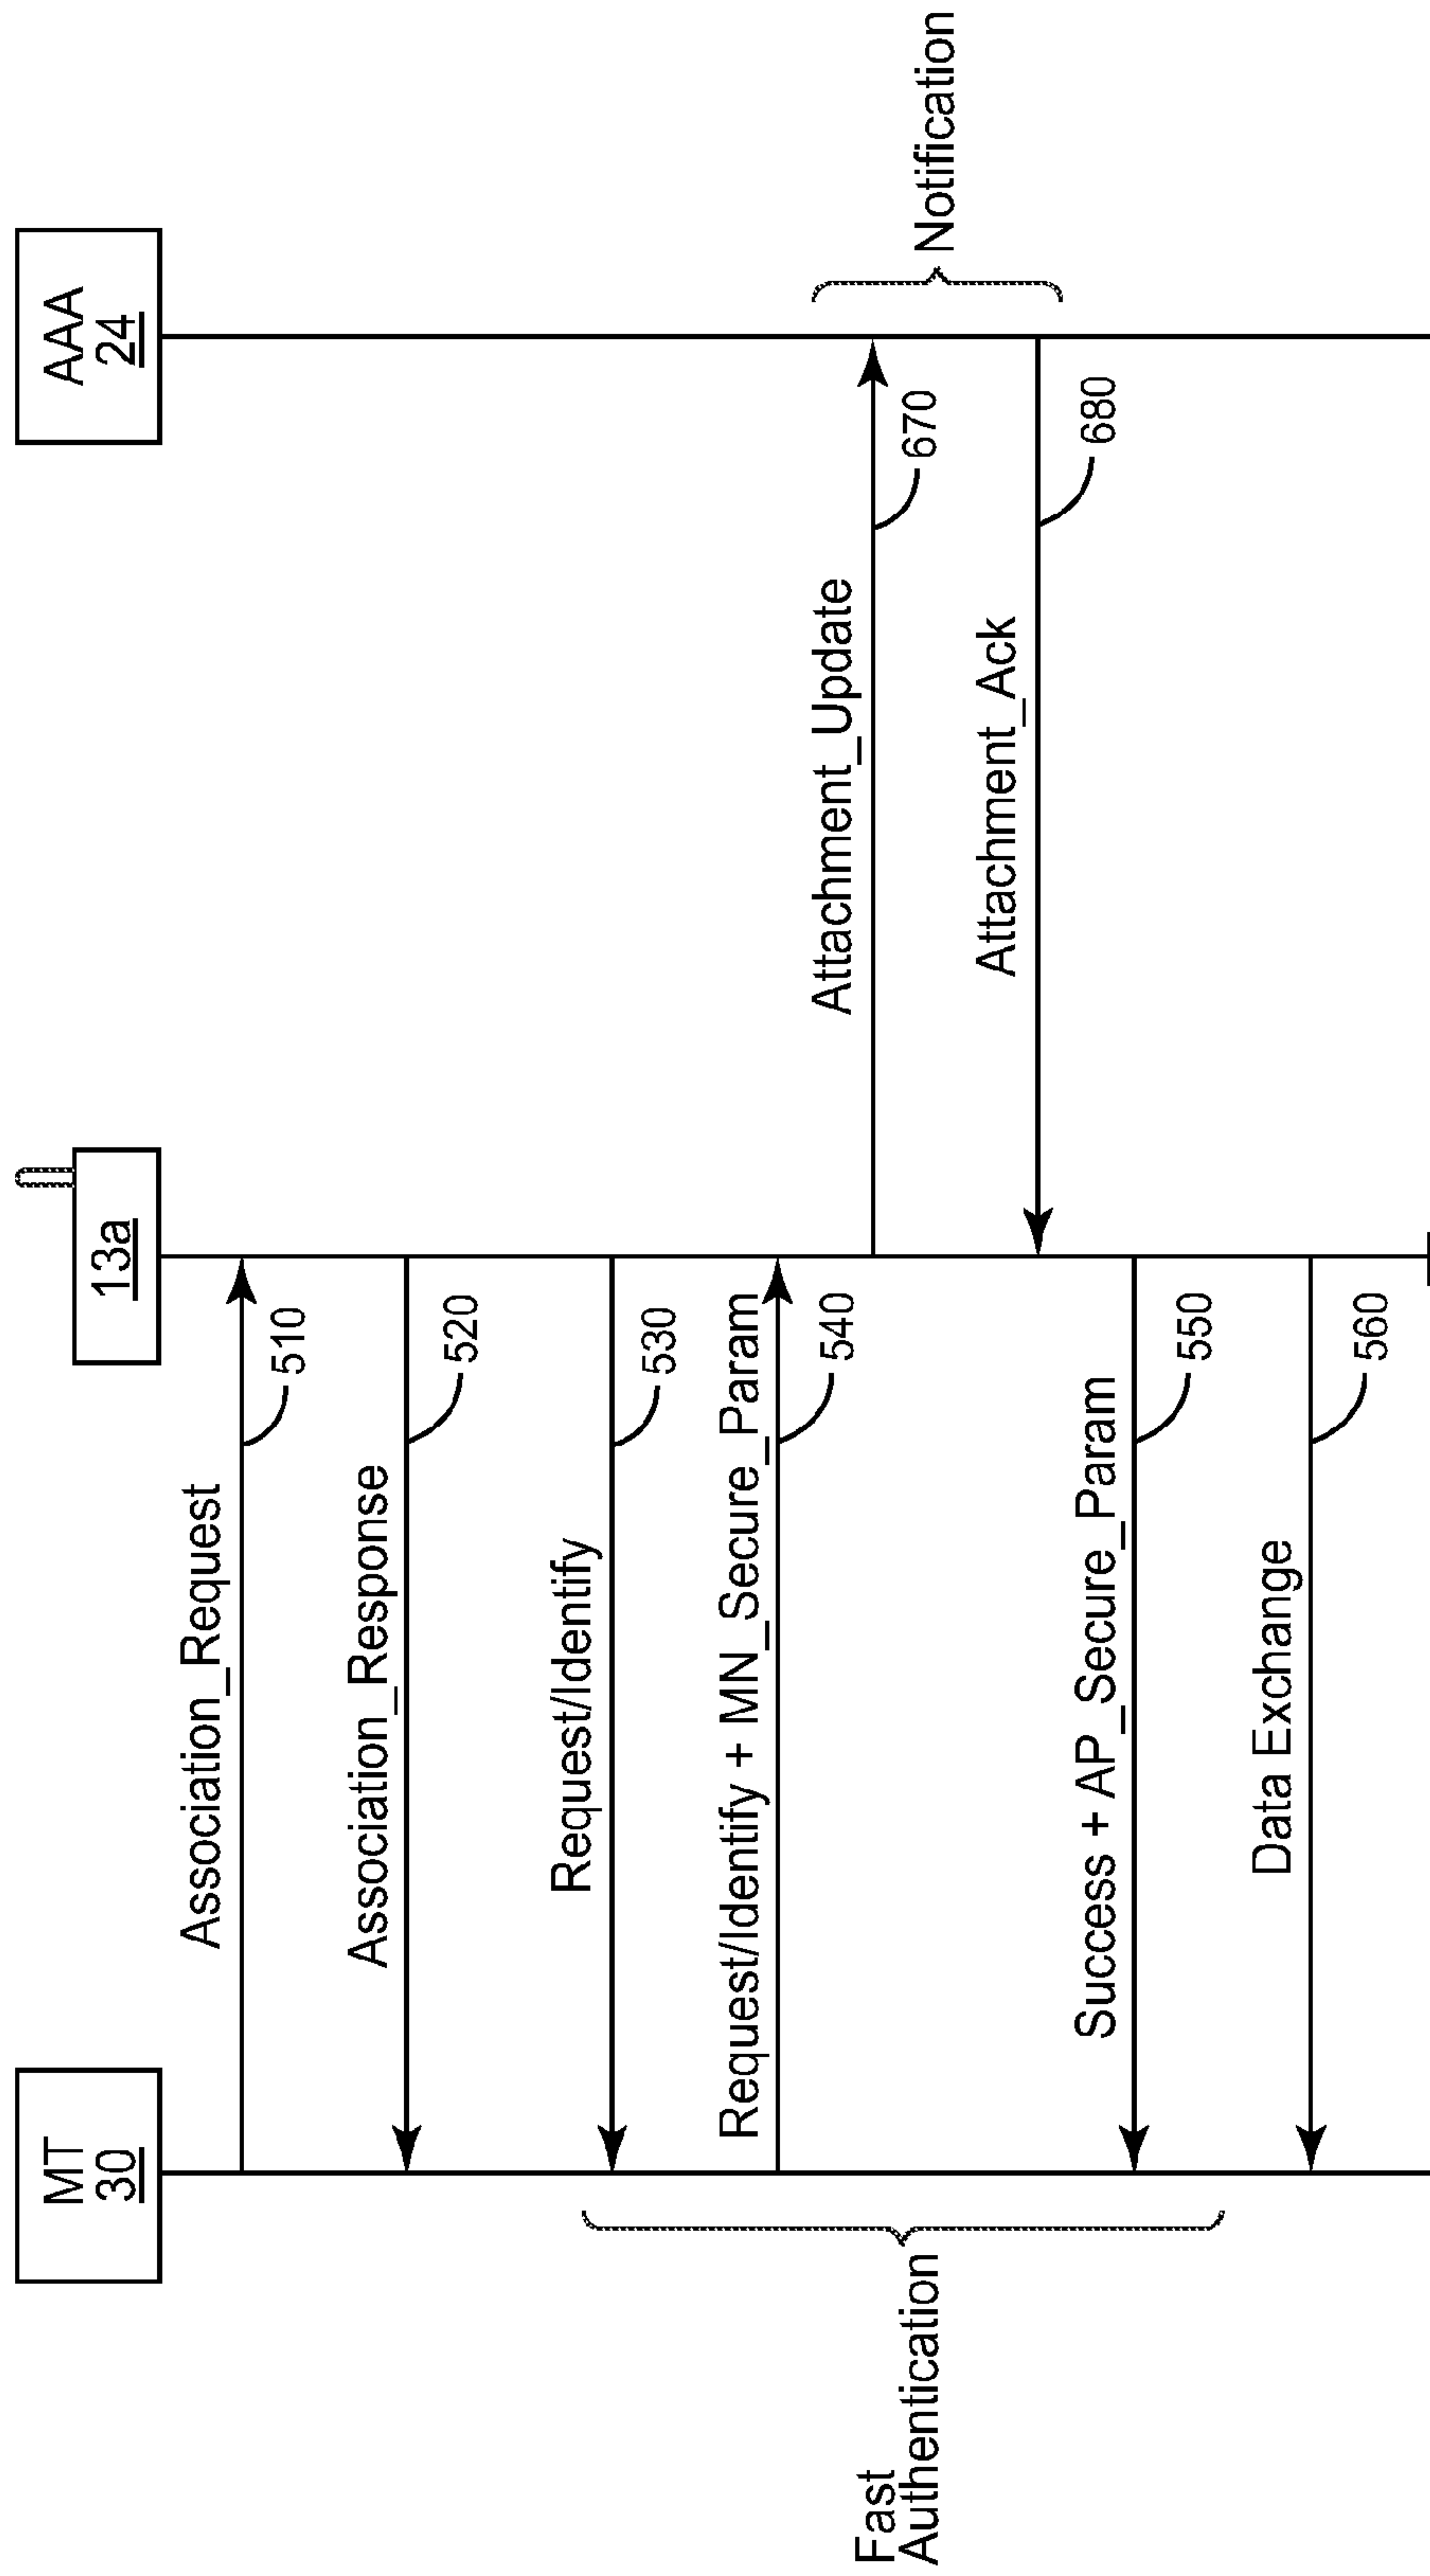 MT
30
13a
AAA
24
Association_Request
510
Association_Response
520
Request/Identify
530
Request/Identify + MN_Secure_Param
540
Attachment_Update
670
Attachment_Ack
680
Success + AP_Secure_Param
550
Data Exchange
560
Fast
Authentication
Notification